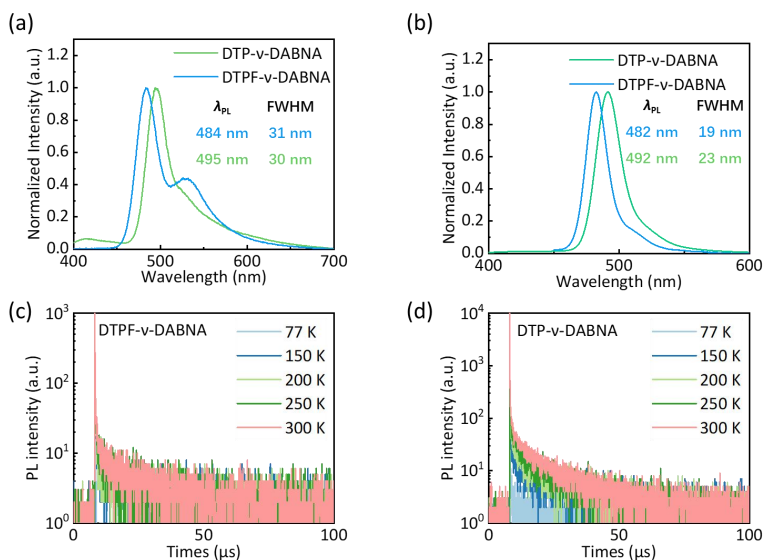 (a)
1.2
1.0
0.8
0.6
0.4
0.2
0.0
Normalized Intensity (a.u.)
DTP-ν-DABNA
DTPF-ν-DABNA
λPL FWHM
484 nm 31 nm
495 nm 30 nm
400 500 600 700
Wavelength (nm)
(b)
1.2
1.0
0.8
0.6
0.4
0.2
0.0
Normalized Intensity (a.u.)
DTP-ν-DABNA
DTPF-ν-DABNA
λPL FWHM
482 nm 19 nm
492 nm 23 nm
400 500 600
Wavelength (nm)
(c)
10³
10²
10¹
10⁰
PL intensity (a.u.)
DTPF-ν-DABNA
77 K
150 K
200 K
250 K
300 K
0 50 100
Times (μs)
(d)
10⁴
10³
10²
10¹
10⁰
PL intensity (a.u.)
DTP-ν-DABNA
77 K
150 K
200 K
250 K
300 K
0 50 100
Times (μs)